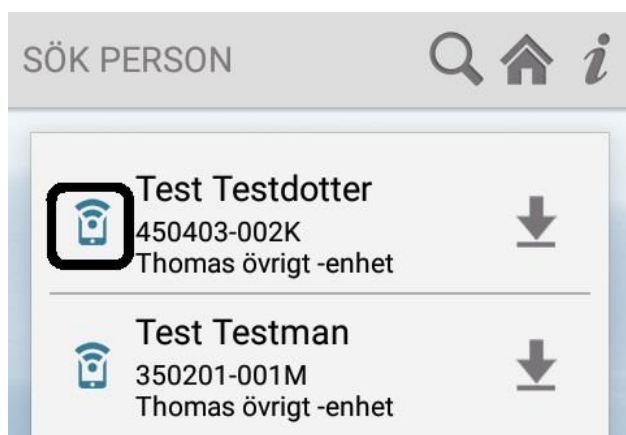 SÖK PERSON
Test Testdotter
450403-002K
Thomas övrigt -enhet
Test Testman
350201-001M
Thomas övrigt -enhet